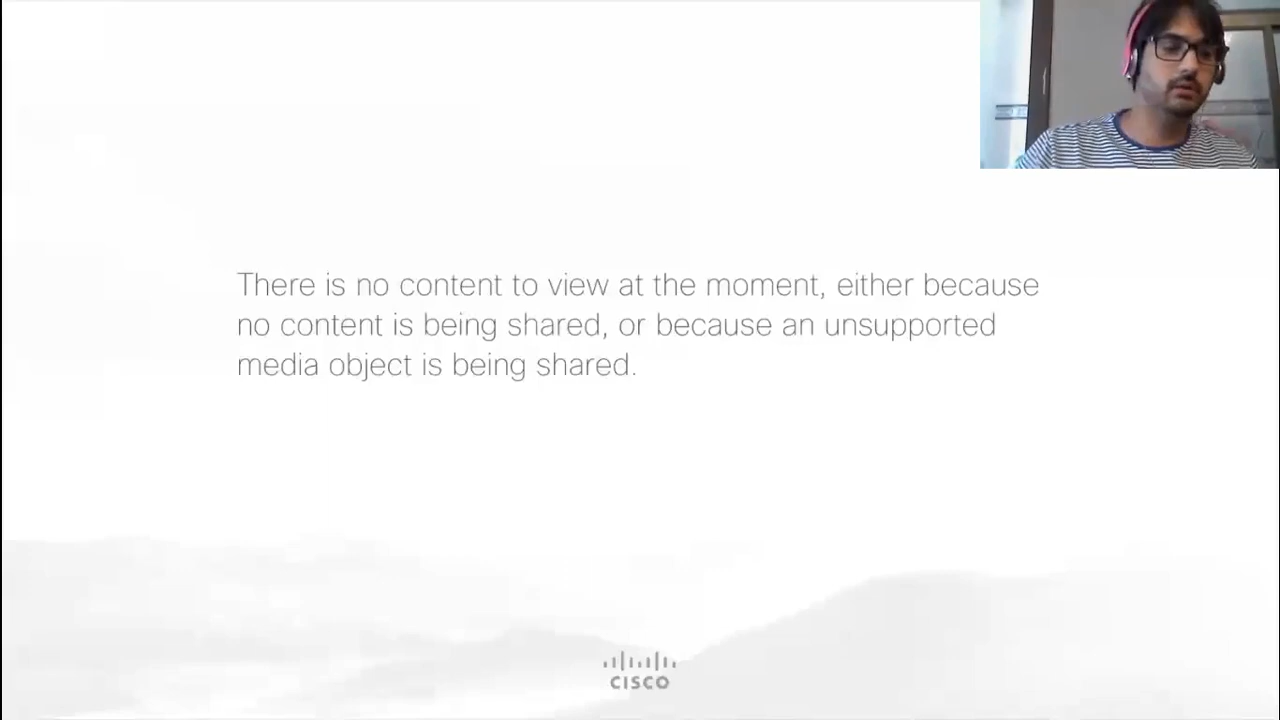 There is no content to view at the moment, either because
no content is being shared, or because an unsupported
media object is being shared.
CISCO